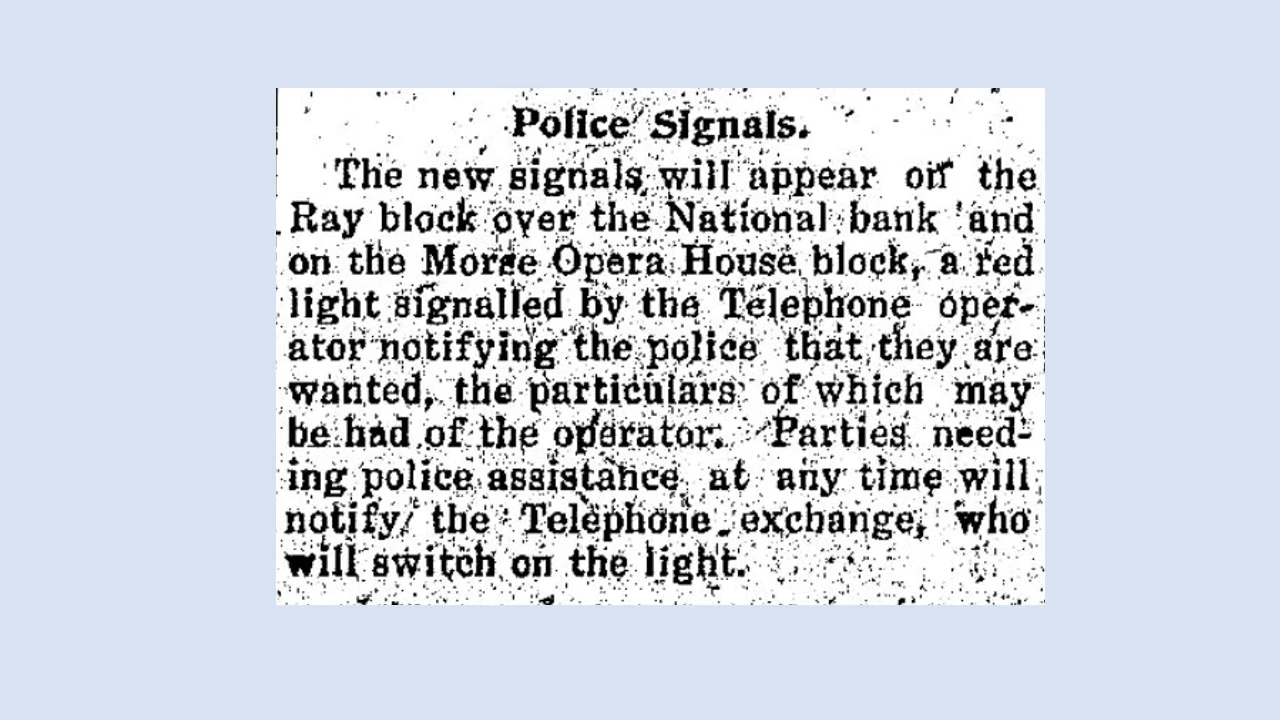 Police Signals.
The new signals will appear on the
Ray block over the National bank and
on the Morse Opera House block, a red
light signalled by the Telephone oper-
ator notifying the police that they are
wanted, the particulars of which may
be had of the operator. Parties need-
ing police assistance at any time will
notify the Telephone exchange, who
will switch on the light.